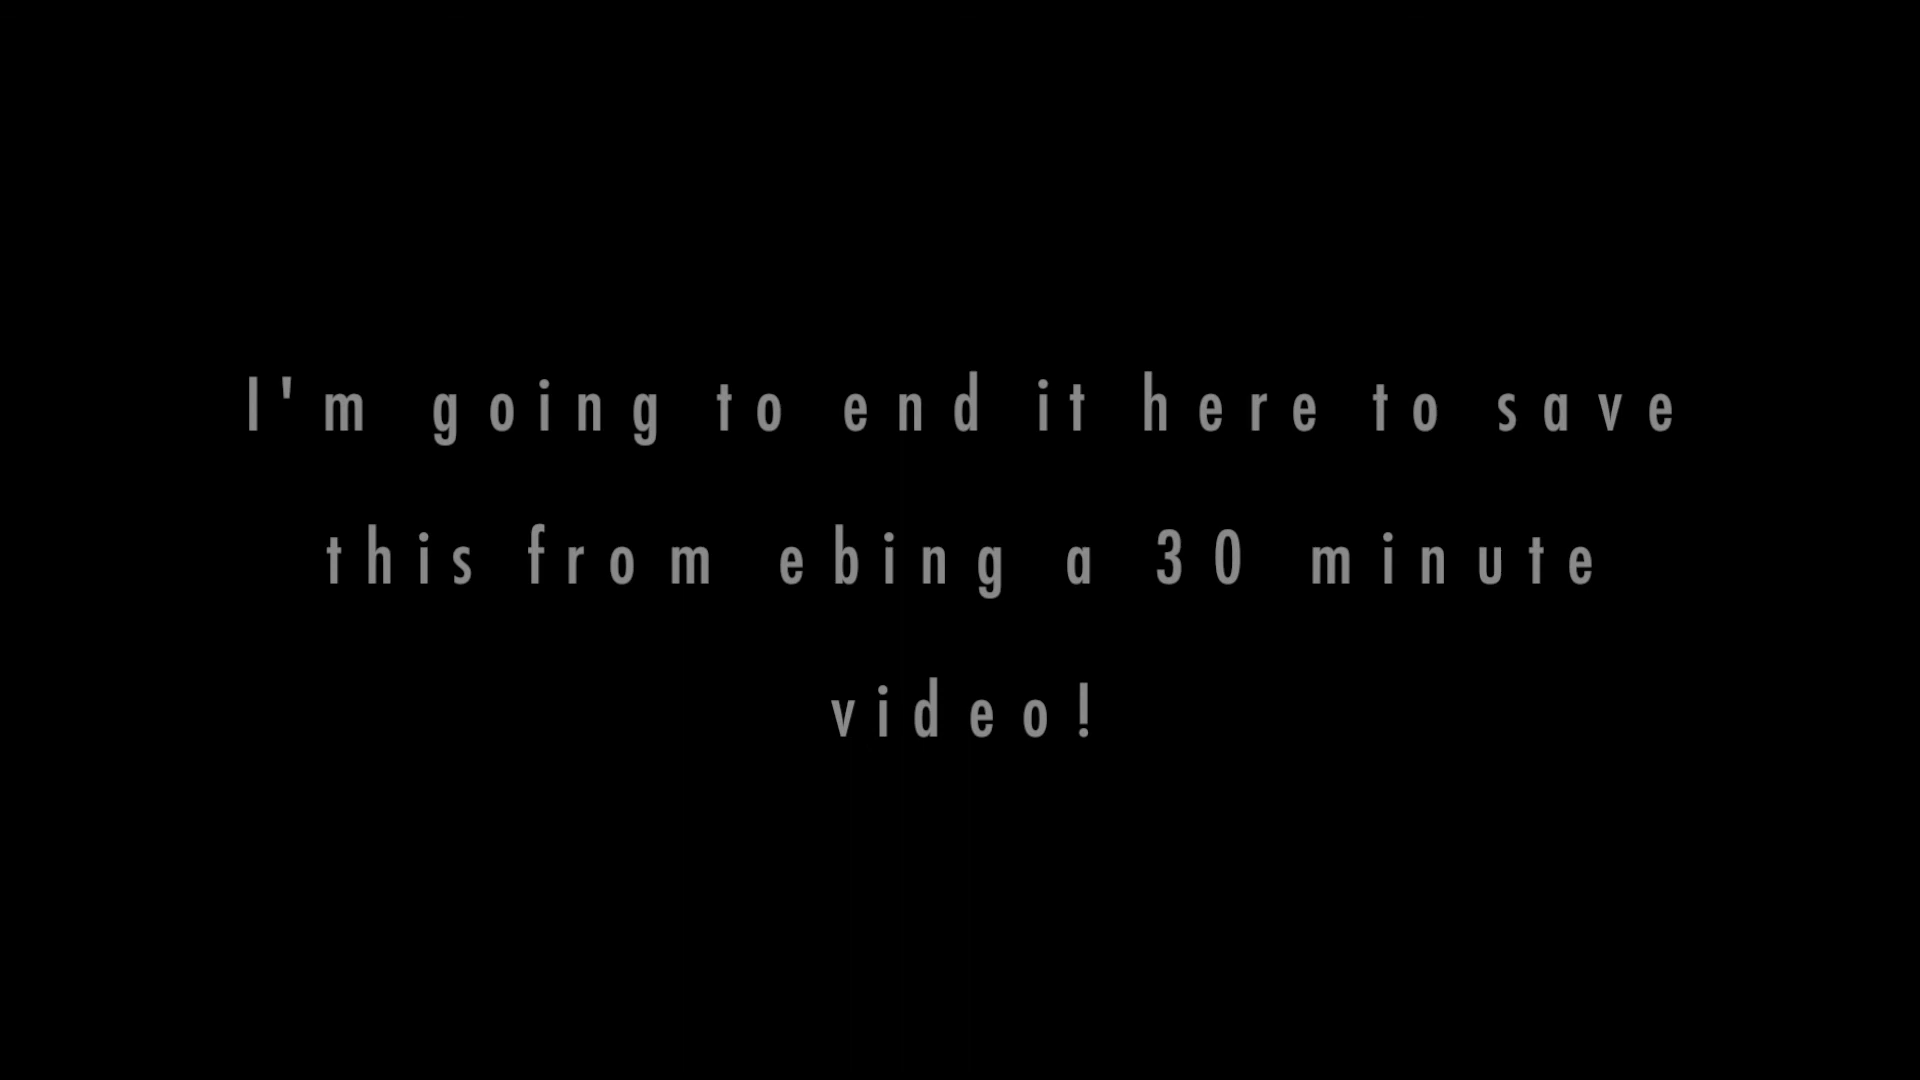 I'm going to end it here to save
this from ebing a 30 minute
video!